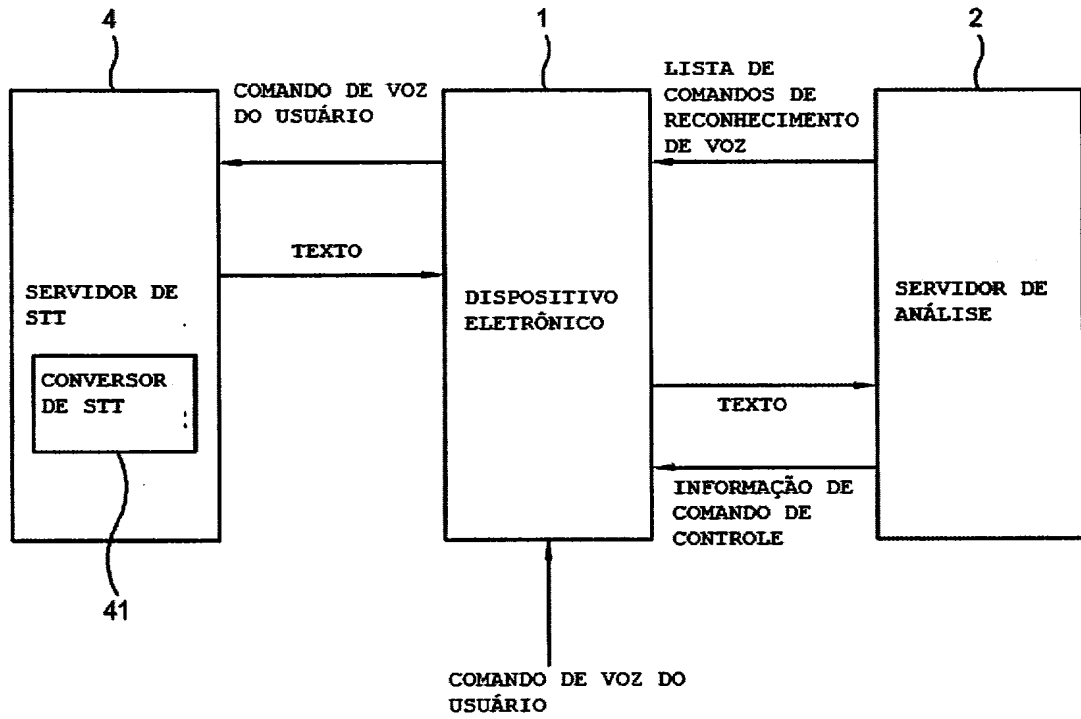 4
1
2
COMANDO DE VOZ
DO USUÁRIO
LISTA DE
COMANDOS DE
RECONHECIMENTO
DE VOZ
TEXTO
SERVIDOR DE
STT
DISPOSITIVO
ELETRÔNICO
SERVIDOR DE
ANÁLISE
CONVERSOR
DE STT
TEXTO
INFORMAÇÃO DE
COMANDO DE
CONTROLE
41
COMANDO DE VOZ DO
USUÁRIO